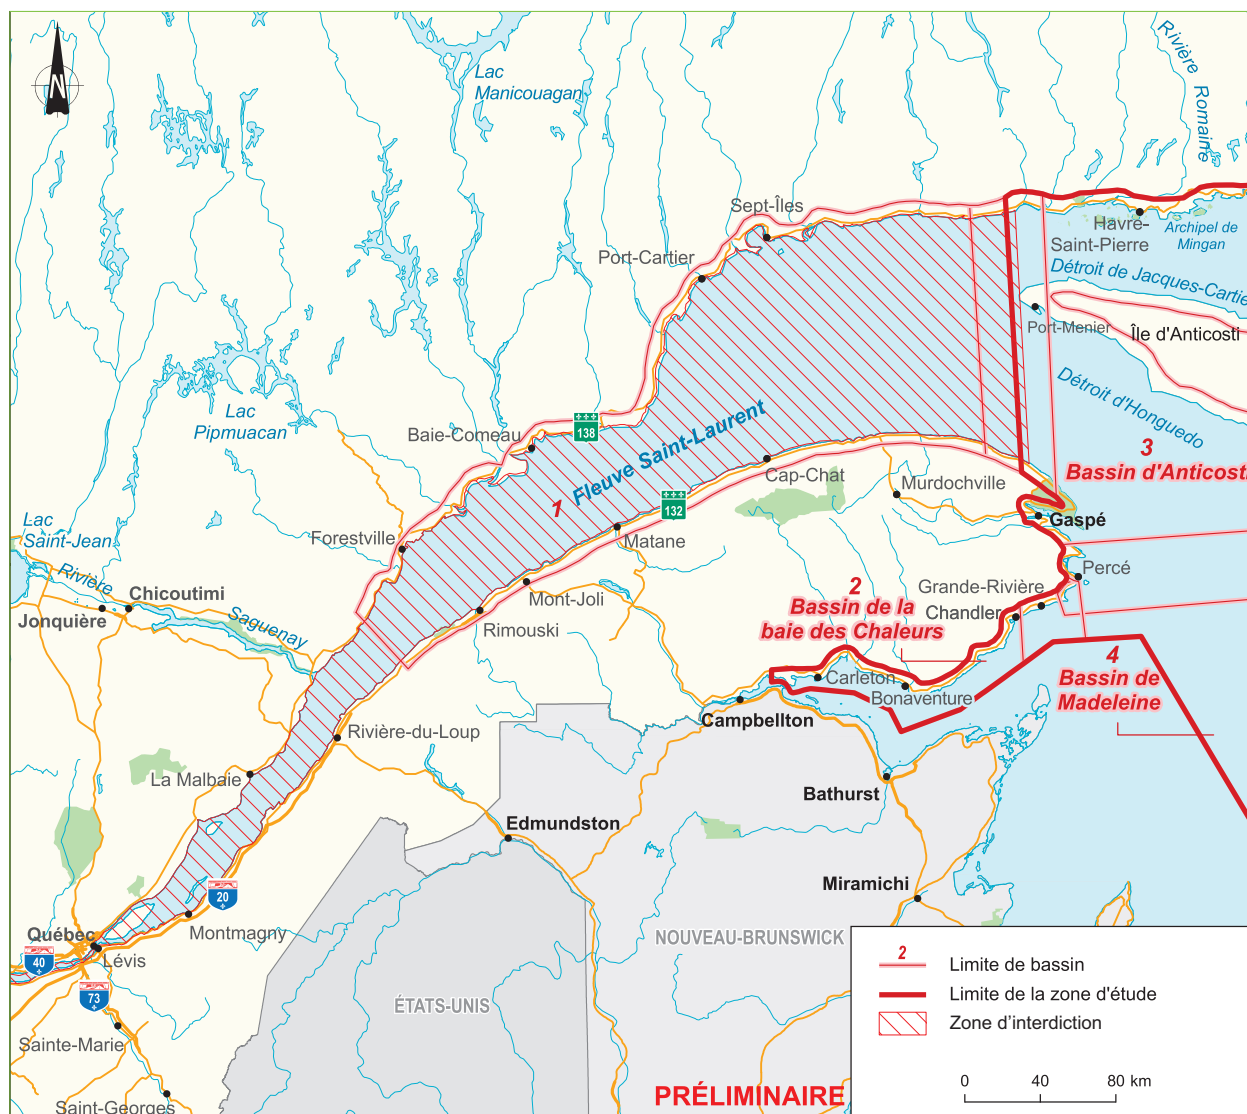 N
Lac
Manicouagan
Rivière Romaine
Sept-Îles
Port-Cartier
Havre-
Saint-Pierre
Archipel de
Mingan
Détroit de Jacques-Cartie
Port-Menier
Île d'Anticosti
Détroit d'Honguedo
3
Bassin d'Anticosti
Lac
Pipmuacan
Baie-Comeau
138
1
Fleuve Saint-Laurent
Cap-Chat
Murdochville
132
Matane
Gaspé
Forestville
Lac
Saint-Jean
Rivière Saguenay
Chicoutimi
Jonquière
Mont-Joli
Rimouski
Percé
Grande-Rivière
Chandler
2
Bassin de la
baie des Chaleurs
4
Bassin de
Madeleine
Carleton
Bonaventure
Campbellton
Rivière-du-Loup
La Malbaie
Bathurst
Edmundston
Miramichi
20
Montmagny
Québec
Lévis
40
73
NOUVEAU-BRUNSWICK
ÉTATS-UNIS
Sainte-Marie
Saint-Georges
PRÉLIMINAIRE
2
Limite de bassin
Limite de la zone d'étude
Zone d'interdiction
0 40 80 km